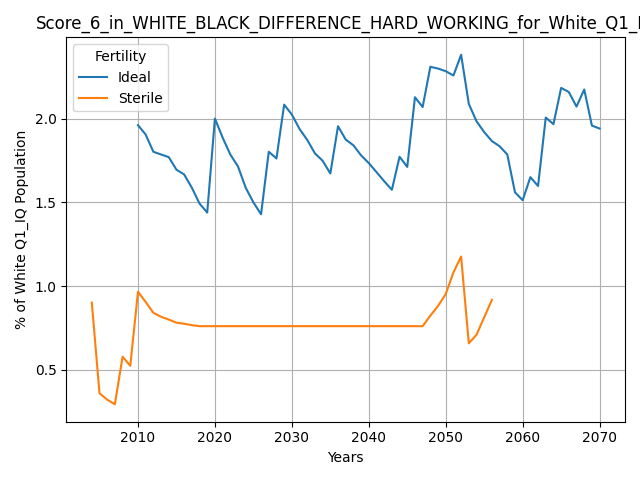 Score_6_in_WHITE_BLACK_DIFFERENCE_HARD_WORKING_for_White_Q1_I
Fertility
Ideal
Sterile
% of White Q1_IQ Population
2.0
1.5
1.0
0.5
2010 2020 2030 2040 2050 2060 2070
Years